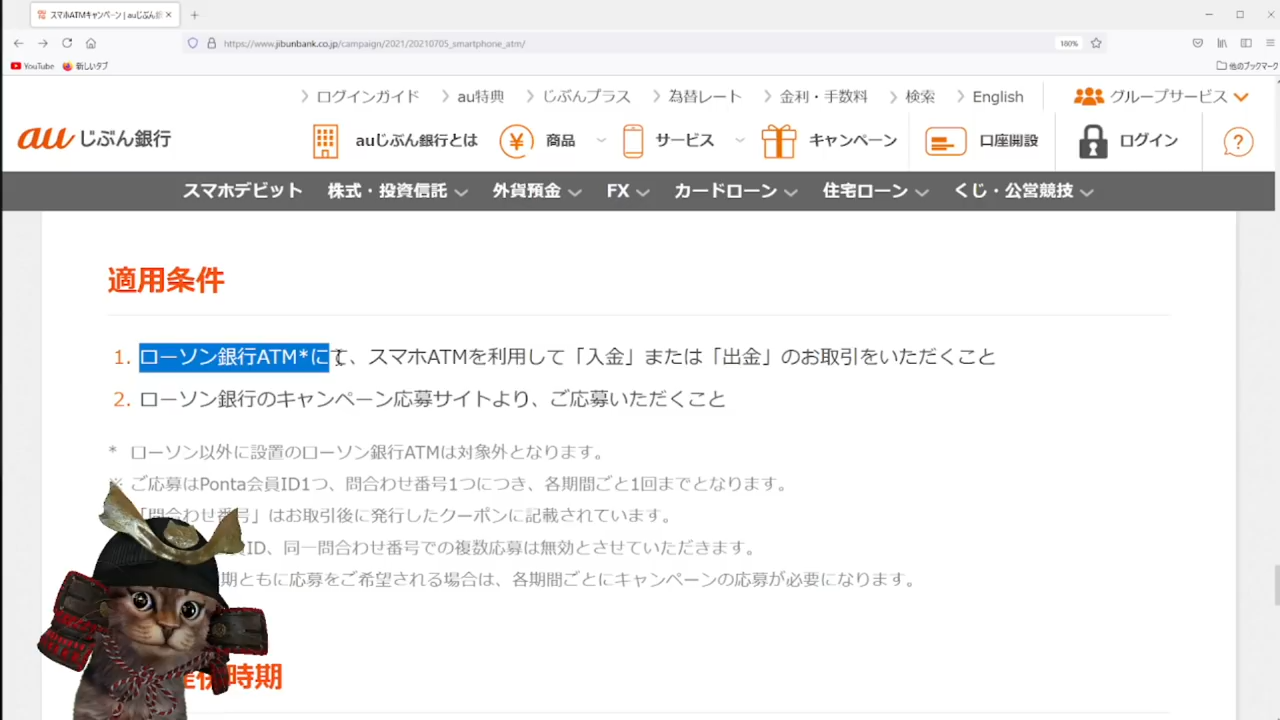 スマホATMキャンペーン | auじぶん銀
https://www.jibunbank.co.jp/campaign/2021/20210705_smartphone_atm/
180%
YouTube
新しいタブ
他のブックマーク
ログインガイド
au特典
じぶんプラス
為替レート
金利・手数料
検索
English
グループサービス
au じぶん銀行
auじぶん銀行とは
商品
サービス
キャンペーン
口座開設
ログイン
?
スマホデビット
株式・投資信託
外貨預金
FX
カードローン
住宅ローン
くじ・公営競技
適用条件
1. ローソン銀行ATM*にて、スマホATMを利用して「入金」または「出金」のお取引をいただくこと
2. ローソン銀行のキャンペーン応募サイトより、ご応募いただくこと
* ローソン以外に設置のローソン銀行ATMは対象外となります。
※ ご応募はPonta会員ID1つ、問合わせ番号1つにつき、各期間ごと1回までとなります。
「問合わせ番号」はお取引後に発行したクーポンに記載されています。
ID、同一問合わせ番号での複数応募は無効とさせていただきます。
期ともに応募をご希望される場合は、各期間ごとにキャンペーンの応募が必要になります。
時期